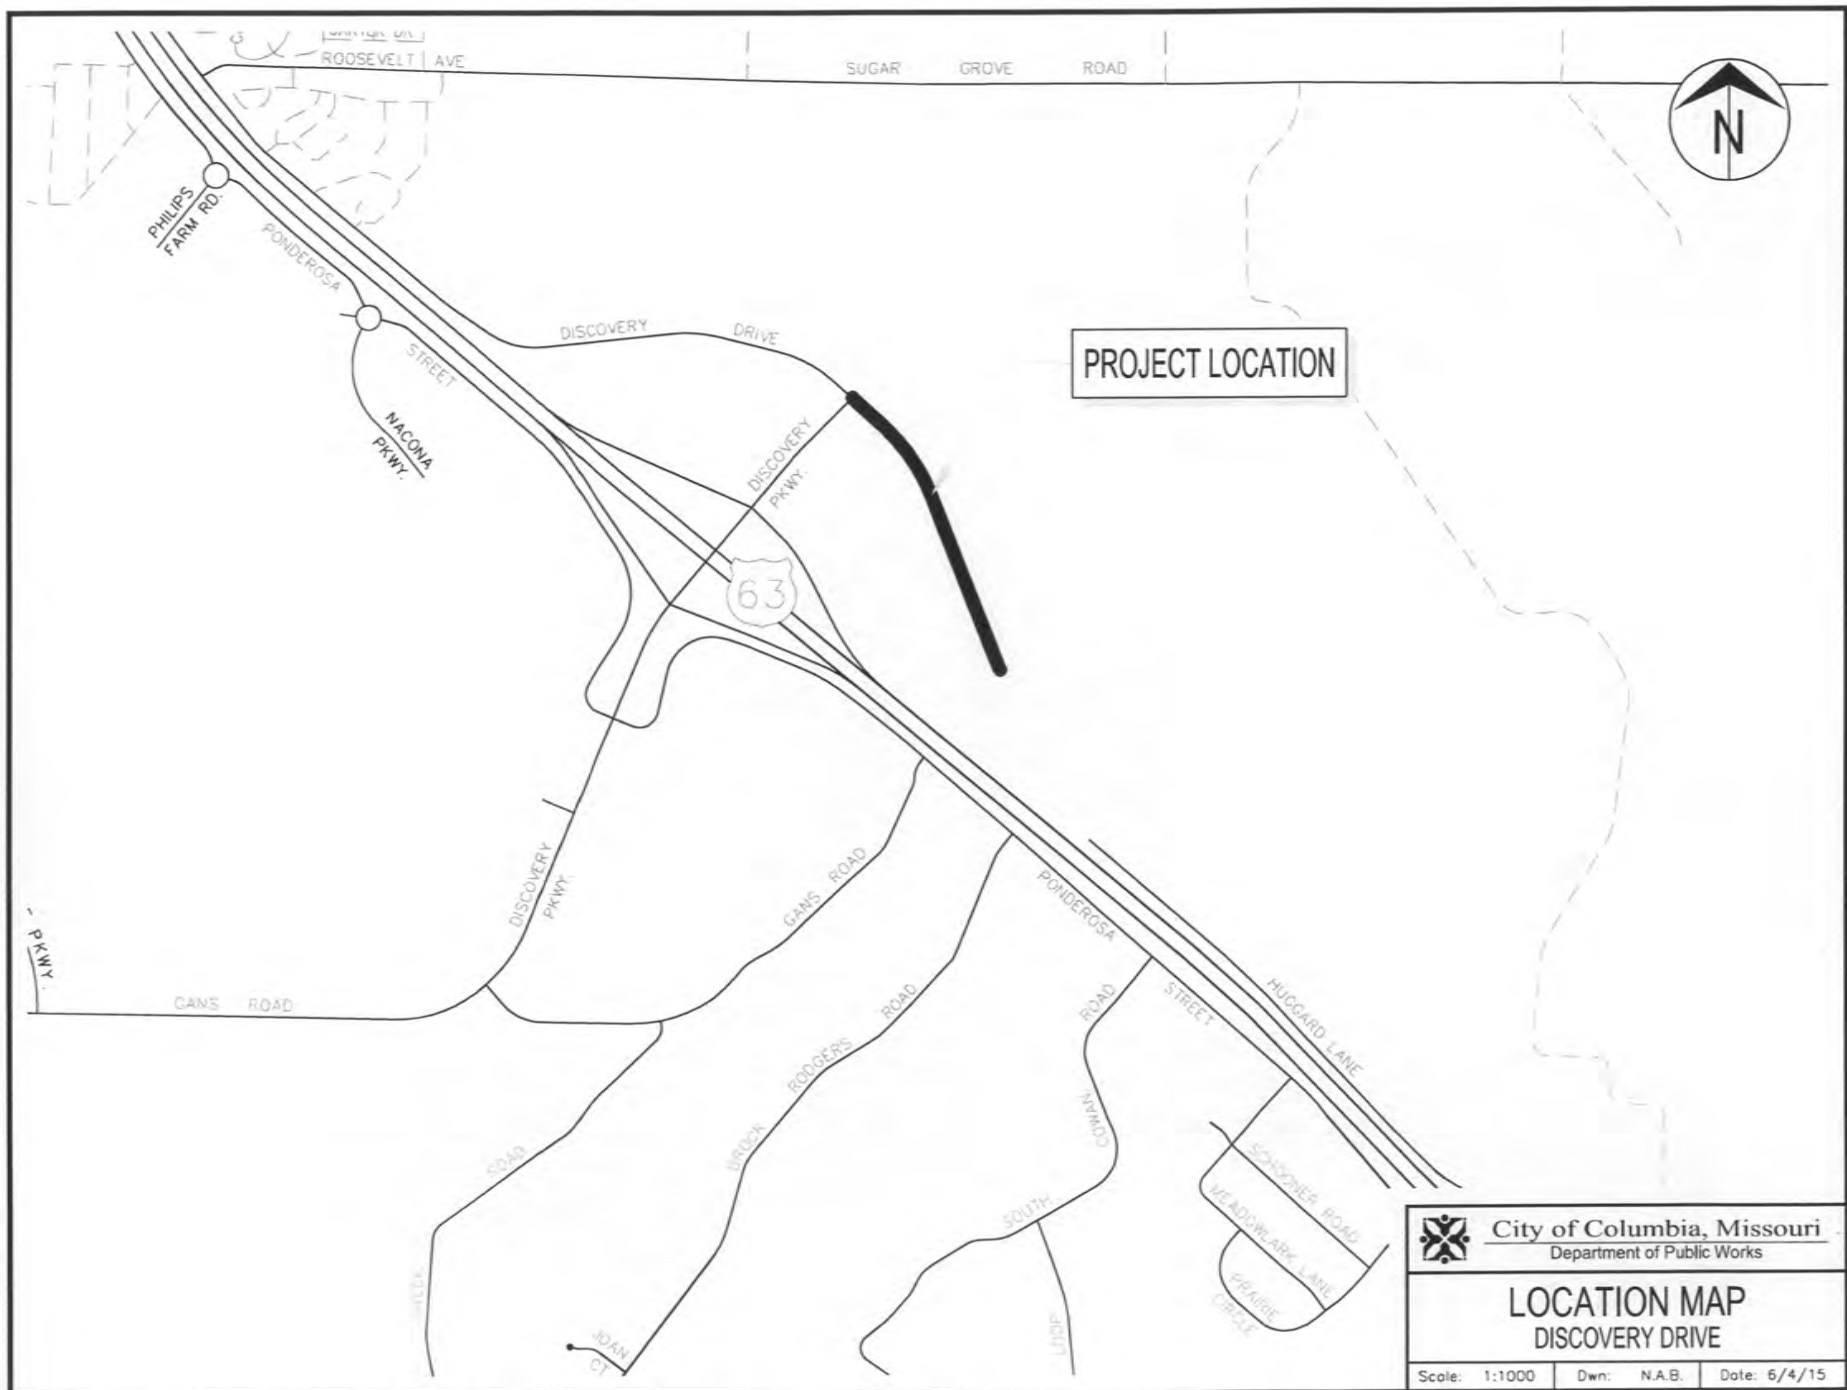 ROOSEVELT AVE
SUGAR GROVE ROAD
N
PHILIPS
FARM RD.
PONDEROSA
STREET
DISCOVERY DRIVE
PROJECT LOCATION
NACONA
PKWY.
DISCOVERY
PKWY.
63
DISCOVERY
PKWY.
GANS ROAD
PONDEROSA
STREET
PKWY.
GANS ROAD
HUGGARD LANE
BROCK RODGERS ROAD
SOUTH COWAN ROAD
ROAD
SCHOONER ROAD
MEADOWLARK LANE
PRAIRIE
CIRCLE
LOOP
JOAN
CT
City of Columbia, Missouri
Department of Public Works
LOCATION MAP
DISCOVERY DRIVE
Scale: 1:1000 Dwn: N.A.B. Date: 6/4/15